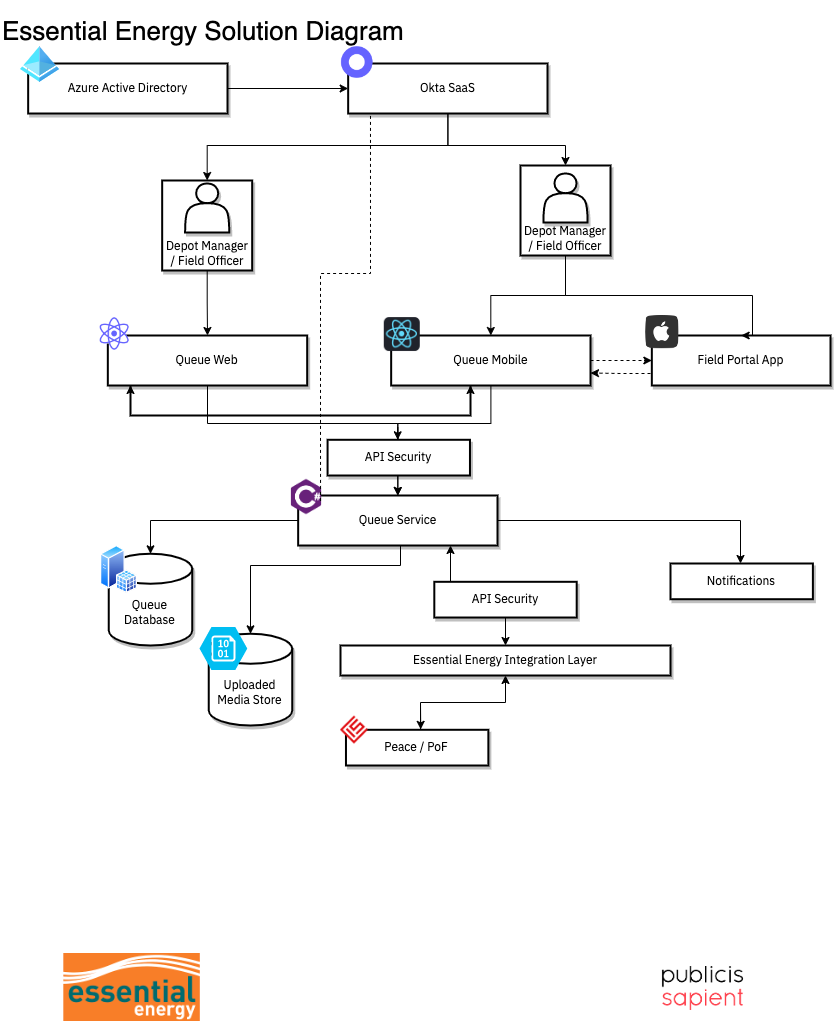 Essential Energy Solution Diagram
Azure Active Directory
Okta SaaS
Depot Manager
/ Field Officer
Depot Manager
/ Field Officer
Queue Web
Queue Mobile
Field Portal App
API Security
C#
Queue Service
Queue
Database
10
01
Uploaded
Media Store
API Security
Notifications
Essential Energy Integration Layer
Peace / PoF
essential
energy
publicis
sapient